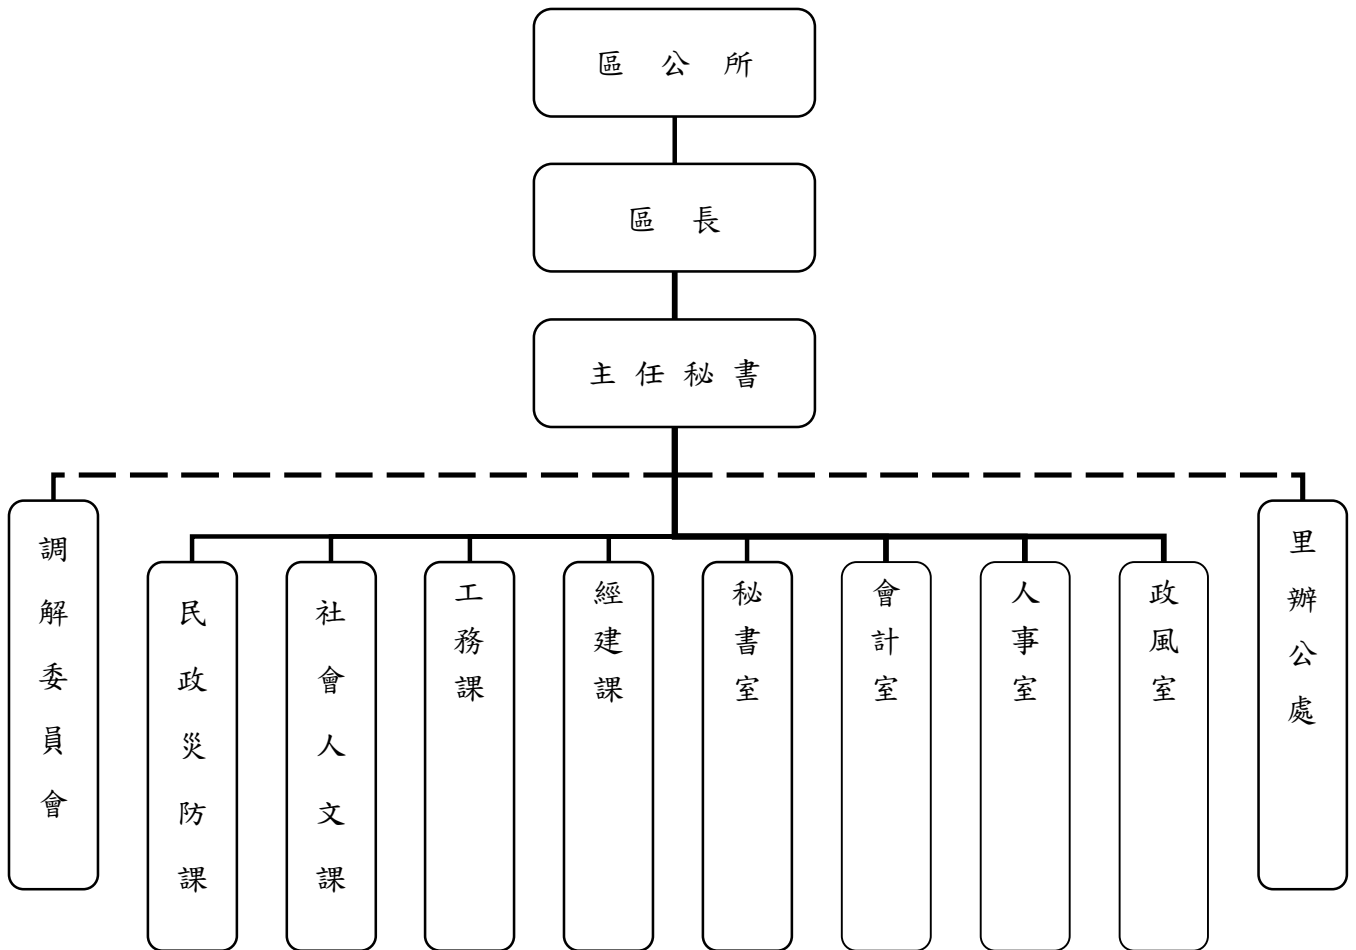 區公所
區長
主任秘書
調解委員會
民政災防課
社會人文課
工務課
經建課
秘書室
會計室
人事室
政風室
里辦公處